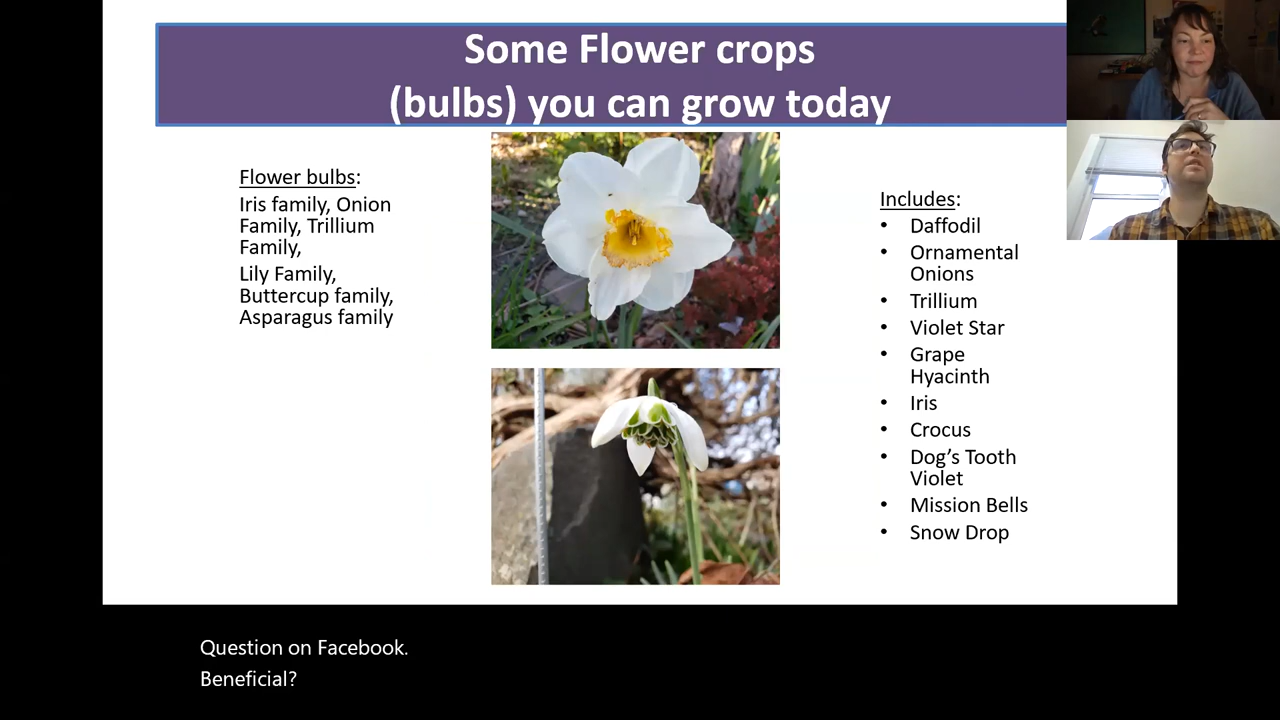 Some Flower crops
(bulbs) you can grow today
Flower bulbs:
Iris family, Onion
Family, Trillium
Family,
Lily Family,
Buttercup family,
Asparagus family
Includes:
• Daffodil
• Ornamental
Onions
• Trillium
• Violet Star
• Grape
Hyacinth
• Iris
• Crocus
• Dog’s Tooth
Violet
• Mission Bells
• Snow Drop
Question on Facebook.
Beneficial?